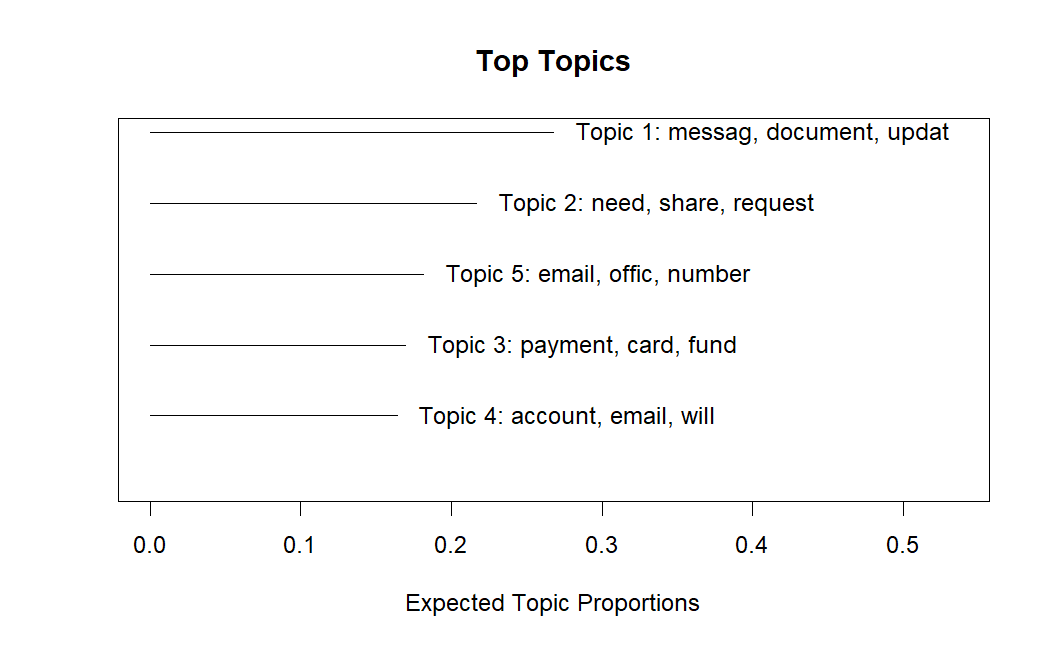 Top Topics
Topic 1: messag, document, updat
Topic 2: need, share, request
Topic 5: email, offic, number
Topic 3: payment, card, fund
Topic 4: account, email, will
0.0 0.1 0.2 0.3 0.4 0.5
Expected Topic Proportions